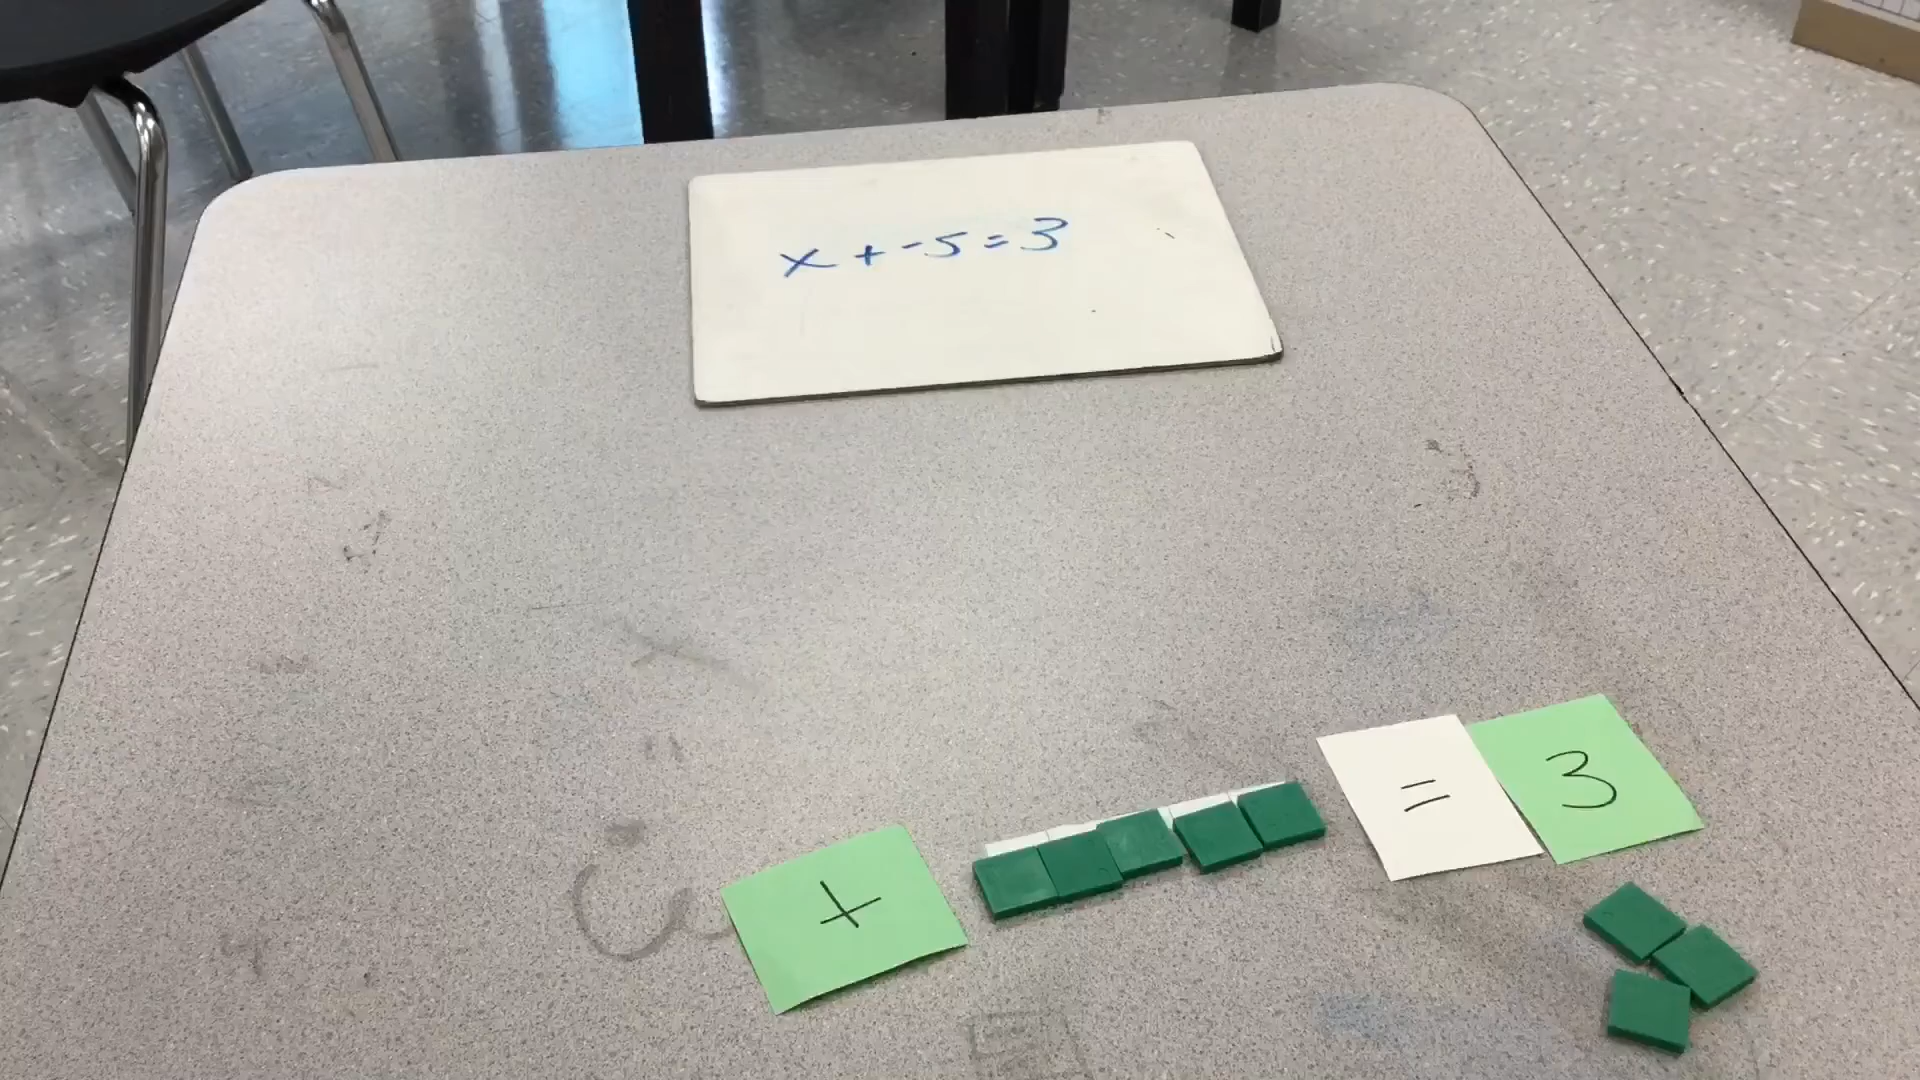 x + -5 = 3
+ = 3